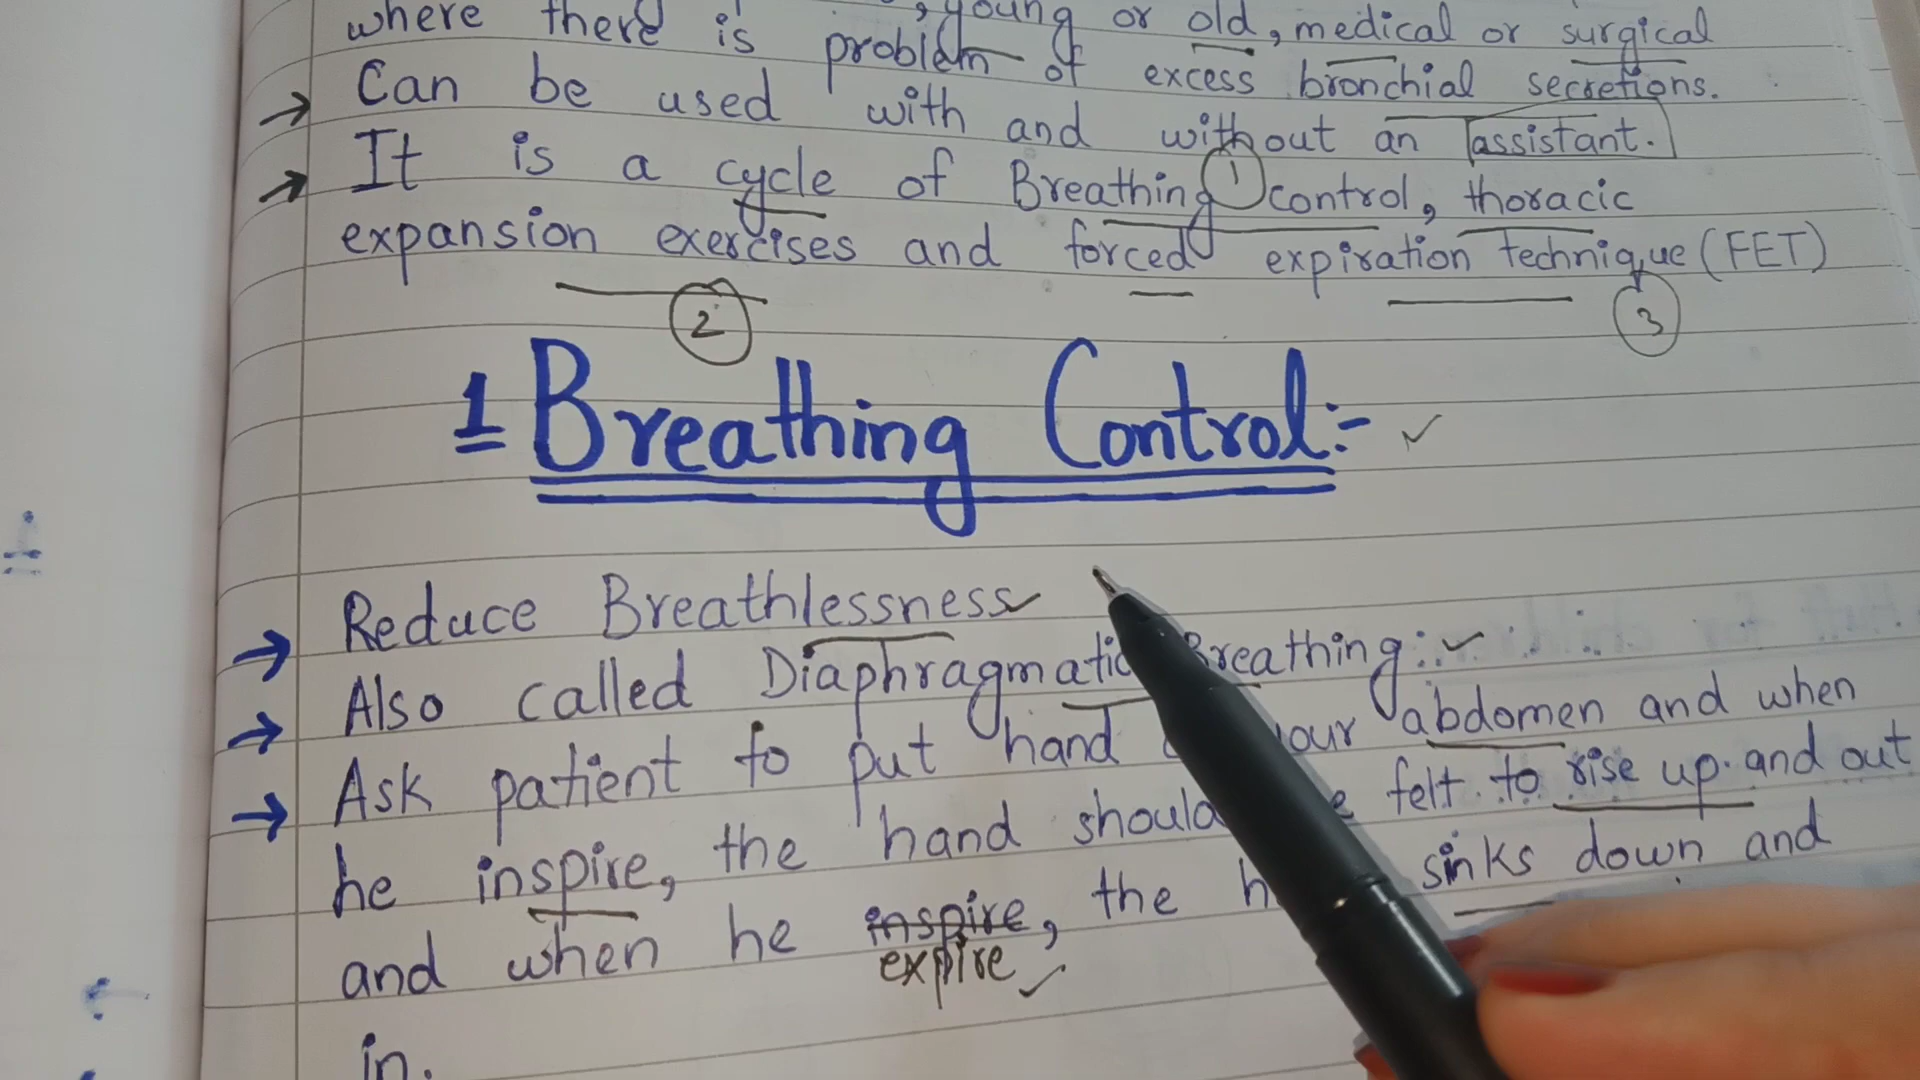 where there is, young or old, medical or surgical
problem of excess bronchial secretions.
→ Can be used with and without an assistant.
→ It is a cycle of Breathing ① control, thoracic
expansion exercises and forced expiration technique (FET)
② ③
1 Breathing Control:- ✓
→ Reduce Breathlessness ✓
→ Also called Diaphragmatic Breathing: ✓
→ Ask patient to put hand our abdomen and when
he inspire, the hand should felt to rise up and out
and when he inspire, the sinks down and
expire ✓
in.